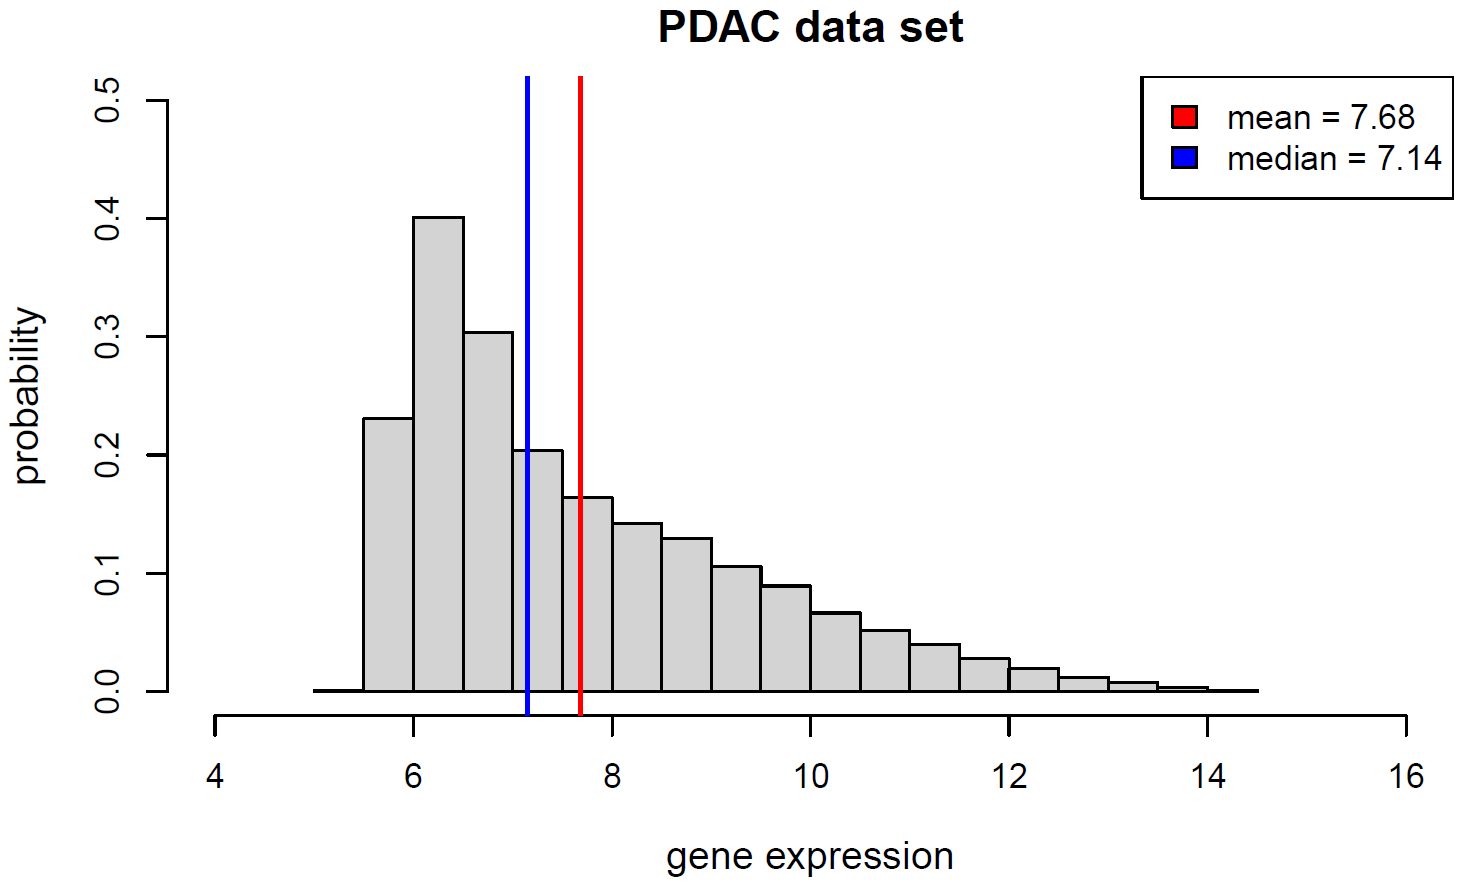 PDAC data set
mean = 7.68
median = 7.14
probability
0.5
0.4
0.3
0.2
0.1
0.0
4 6 8 10 12 14 16
gene expression